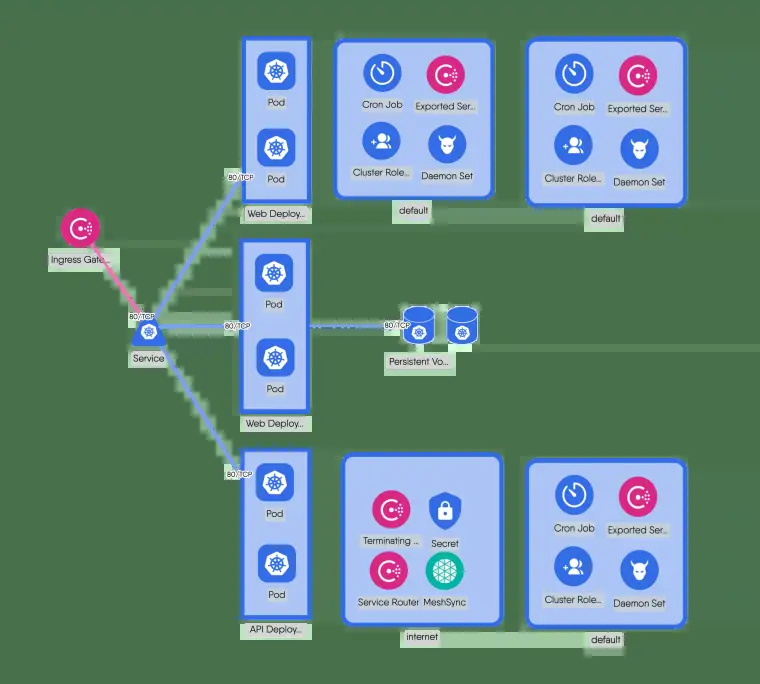 Pod
Pod
80/TCP
Web Deploy...
Cron Job
Exported Ser...
Cluster Role...
Daemon Set
default
Cron Job
Exported Ser...
Cluster Role...
Daemon Set
default
Ingress Gate...
80/TCP
Service
80/TCP
Pod
Pod
Web Deploy...
80/TCP
Persistent Vo...
80/TCP
Pod
Pod
API Deploy...
Terminating ...
Secret
Service Router
MeshSync
internet
Cron Job
Exported Ser...
Cluster Role...
Daemon Set
default